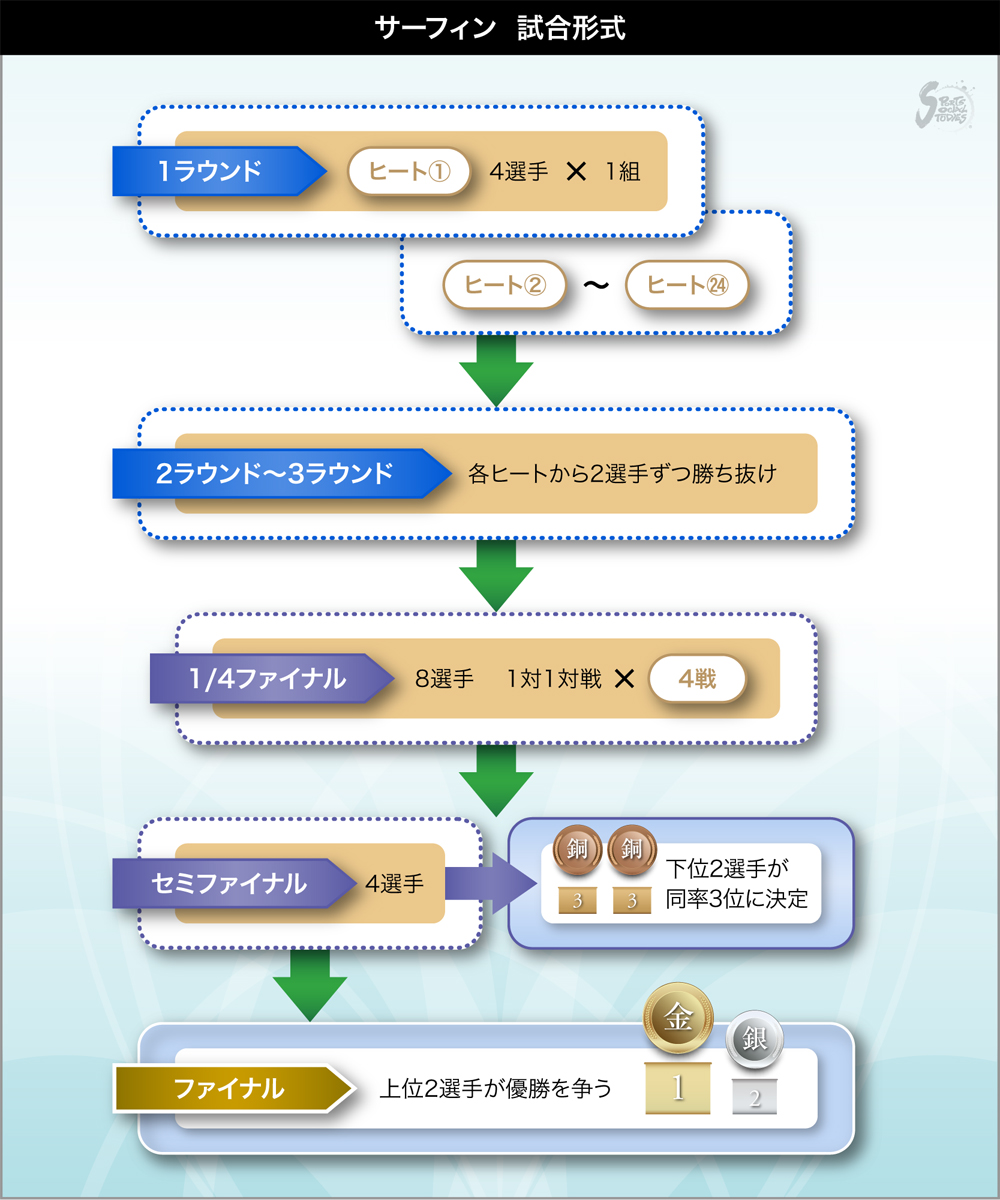 サーフィン 試合形式
SPORTS
OCHA
STORIES
1ラウンド ヒート① 4選手 × 1組
ヒート② ～ ヒート㉔
2ラウンド～3ラウンド 各ヒートから2選手ずつ勝ち抜け
1/4ファイナル 8選手 1対1対戦 × 4戦
セミファイナル 4選手
銅 銅
3 3
下位2選手が
同率3位に決定
ファイナル 上位2選手が優勝を争う
金 銀
1 2